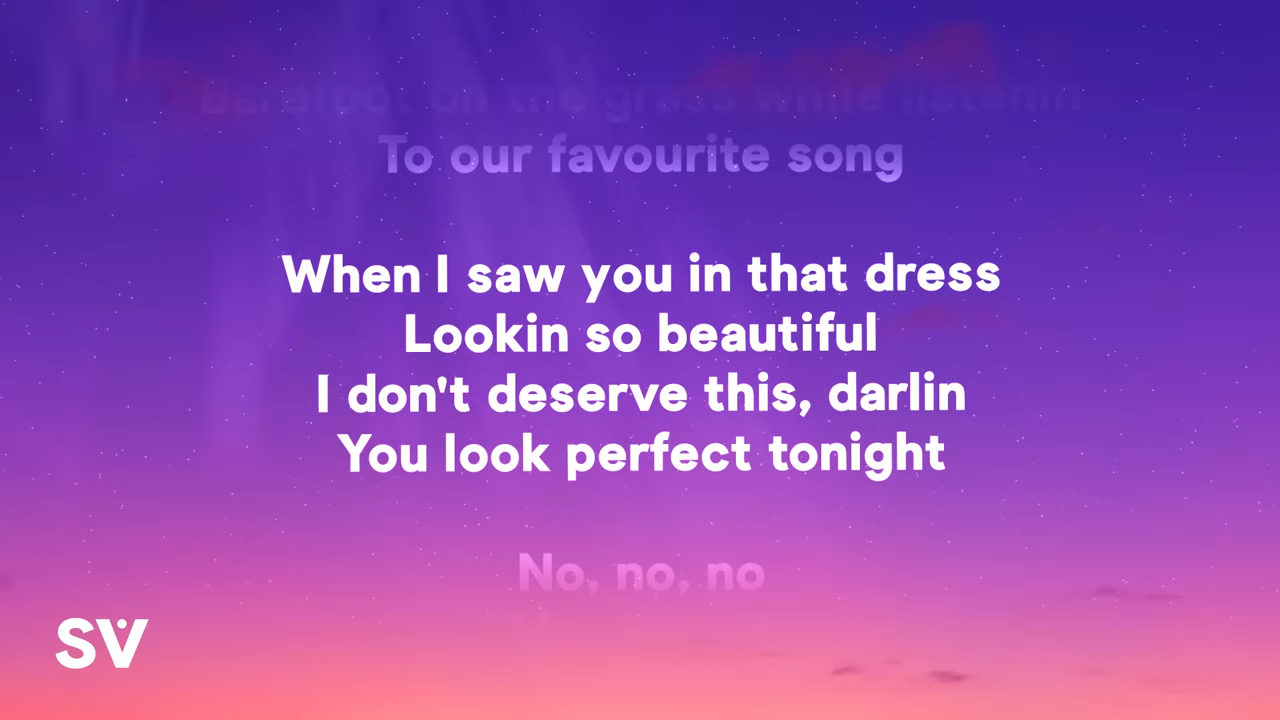 Barefoot on the grass while listenin
To our favourite song
When I saw you in that dress
Lookin so beautiful
I don't deserve this, darlin
You look perfect tonight
No, no, no
SV